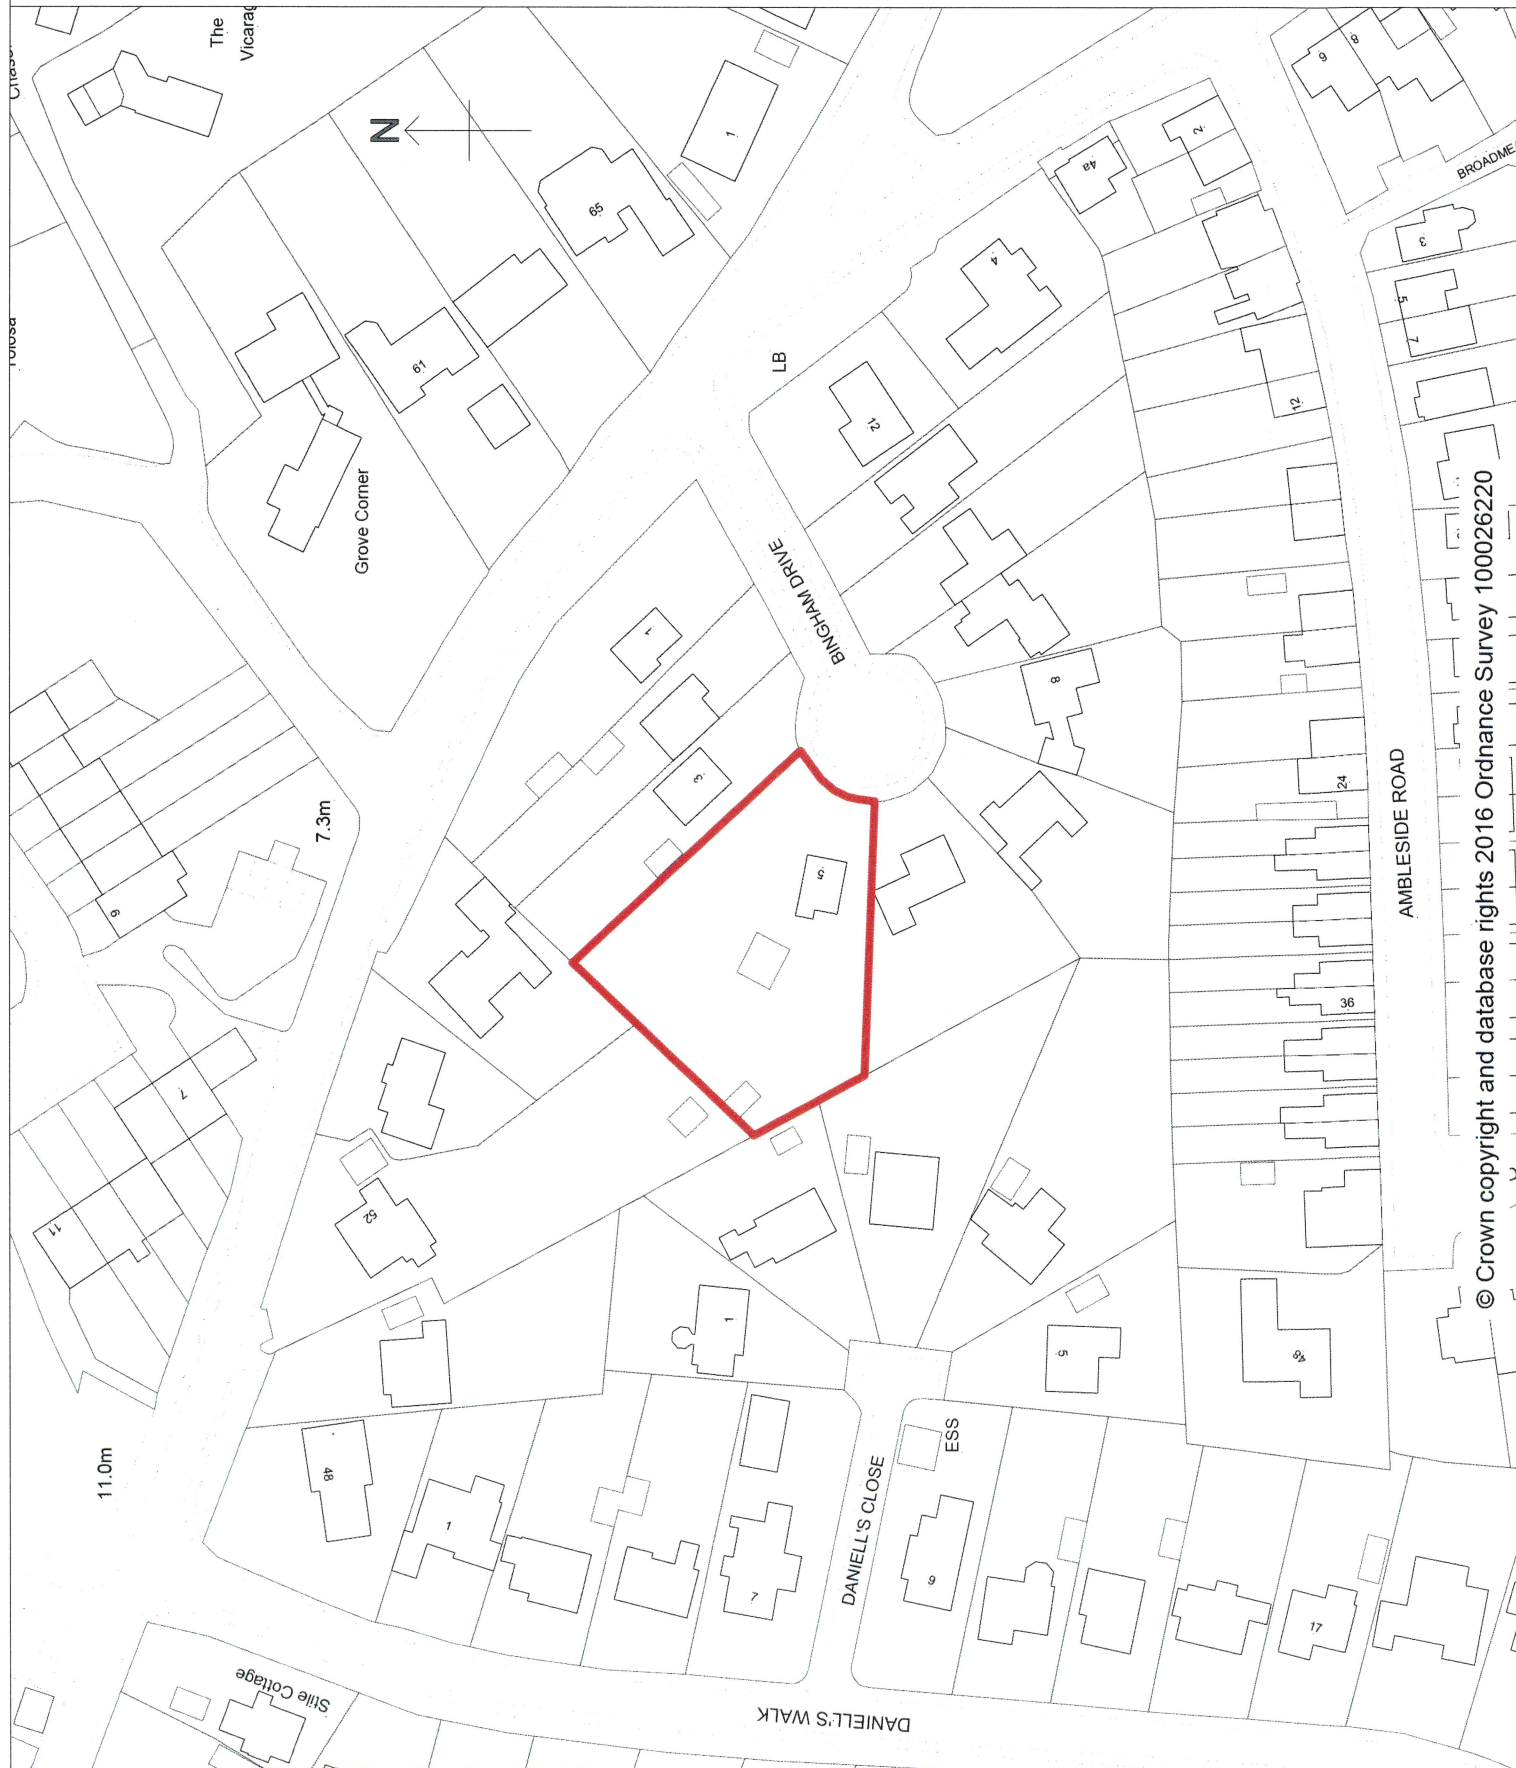 The
Vicarag
N
1
65
61
Grove Corner
4a
2
6
8
BROADME
3
5
7
4
LB
12
12
BINGHAM DRIVE
1
3
5
8
7.3m
9
7
11
52
24
AMBLESIDE ROAD
36
48
1
5
ESS
11.0m
48
1
7
DANIELL'S CLOSE
9
17
Stile Cottage
DANIELL'S WALK
© Crown copyright and database rights 2016 Ordnance Survey 100026220